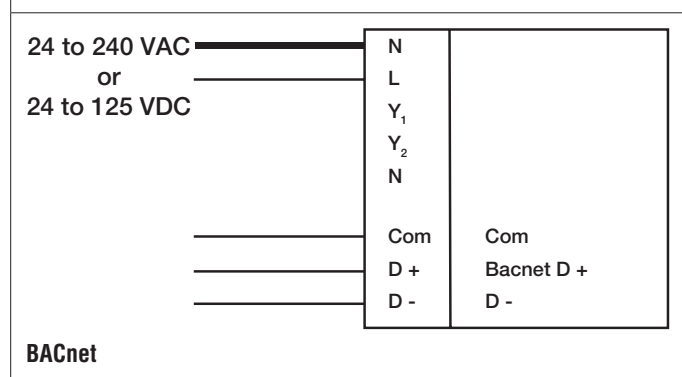 24 to 240 VAC N
or L
24 to 125 VDC Y1
Y2
N
Com Com
D + Bacnet D +
D - D -
BACnet